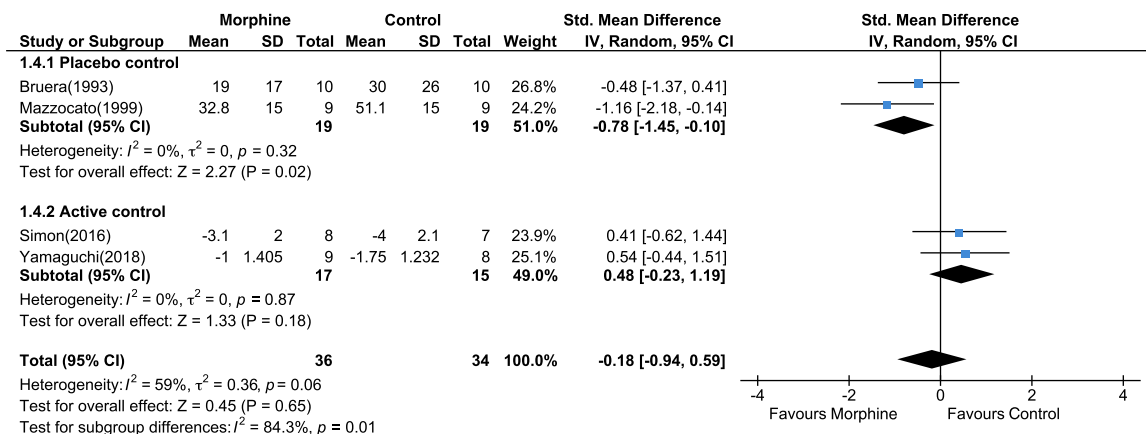 Morphine Control Std. Mean Difference Std. Mean Difference
Study or Subgroup Mean SD Total Mean SD Total Weight IV, Random, 95% CI IV, Random, 95% CI
1.4.1 Placebo control
Bruera(1993) 19 17 10 30 26 10 26.8% -0.48 [-1.37, 0.41]
Mazzocato(1999) 32.8 15 9 51.1 15 9 24.2% -1.16 [-2.18, -0.14]
Subtotal (95% CI) 19 19 51.0% -0.78 [-1.45, -0.10]
Heterogeneity: I² = 0%, τ² = 0, p = 0.32
Test for overall effect: Z = 2.27 (P = 0.02)
1.4.2 Active control
Simon(2016) -3.1 2 8 -4 2.1 7 23.9% 0.41 [-0.62, 1.44]
Yamaguchi(2018) -1 1.405 9 -1.75 1.232 8 25.1% 0.54 [-0.44, 1.51]
Subtotal (95% CI) 17 15 49.0% 0.48 [-0.23, 1.19]
Heterogeneity: I² = 0%, τ² = 0, p = 0.87
Test for overall effect: Z = 1.33 (P = 0.18)
Total (95% CI) 36 34 100.0% -0.18 [-0.94, 0.59]
Heterogeneity: I² = 59%, τ² = 0.36, p = 0.06
Test for overall effect: Z = 0.45 (P = 0.65)
Test for subgroup differences: I² = 84.3%, p = 0.01
-4 -2 0 2 4
Favours Morphine Favours Control